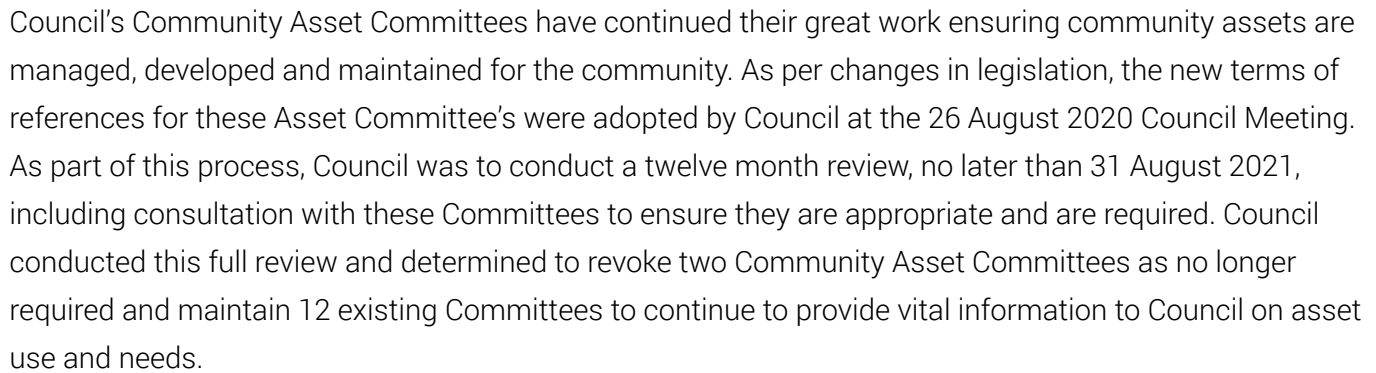 Council’s Community Asset Committees have continued their great work ensuring community assets are
managed, developed and maintained for the community. As per changes in legislation, the new terms of
references for these Asset Committee’s were adopted by Council at the 26 August 2020 Council Meeting.
As part of this process, Council was to conduct a twelve month review, no later than 31 August 2021,
including consultation with these Committees to ensure they are appropriate and are required. Council
conducted this full review and determined to revoke two Community Asset Committees as no longer
required and maintain 12 existing Committees to continue to provide vital information to Council on asset
use and needs.